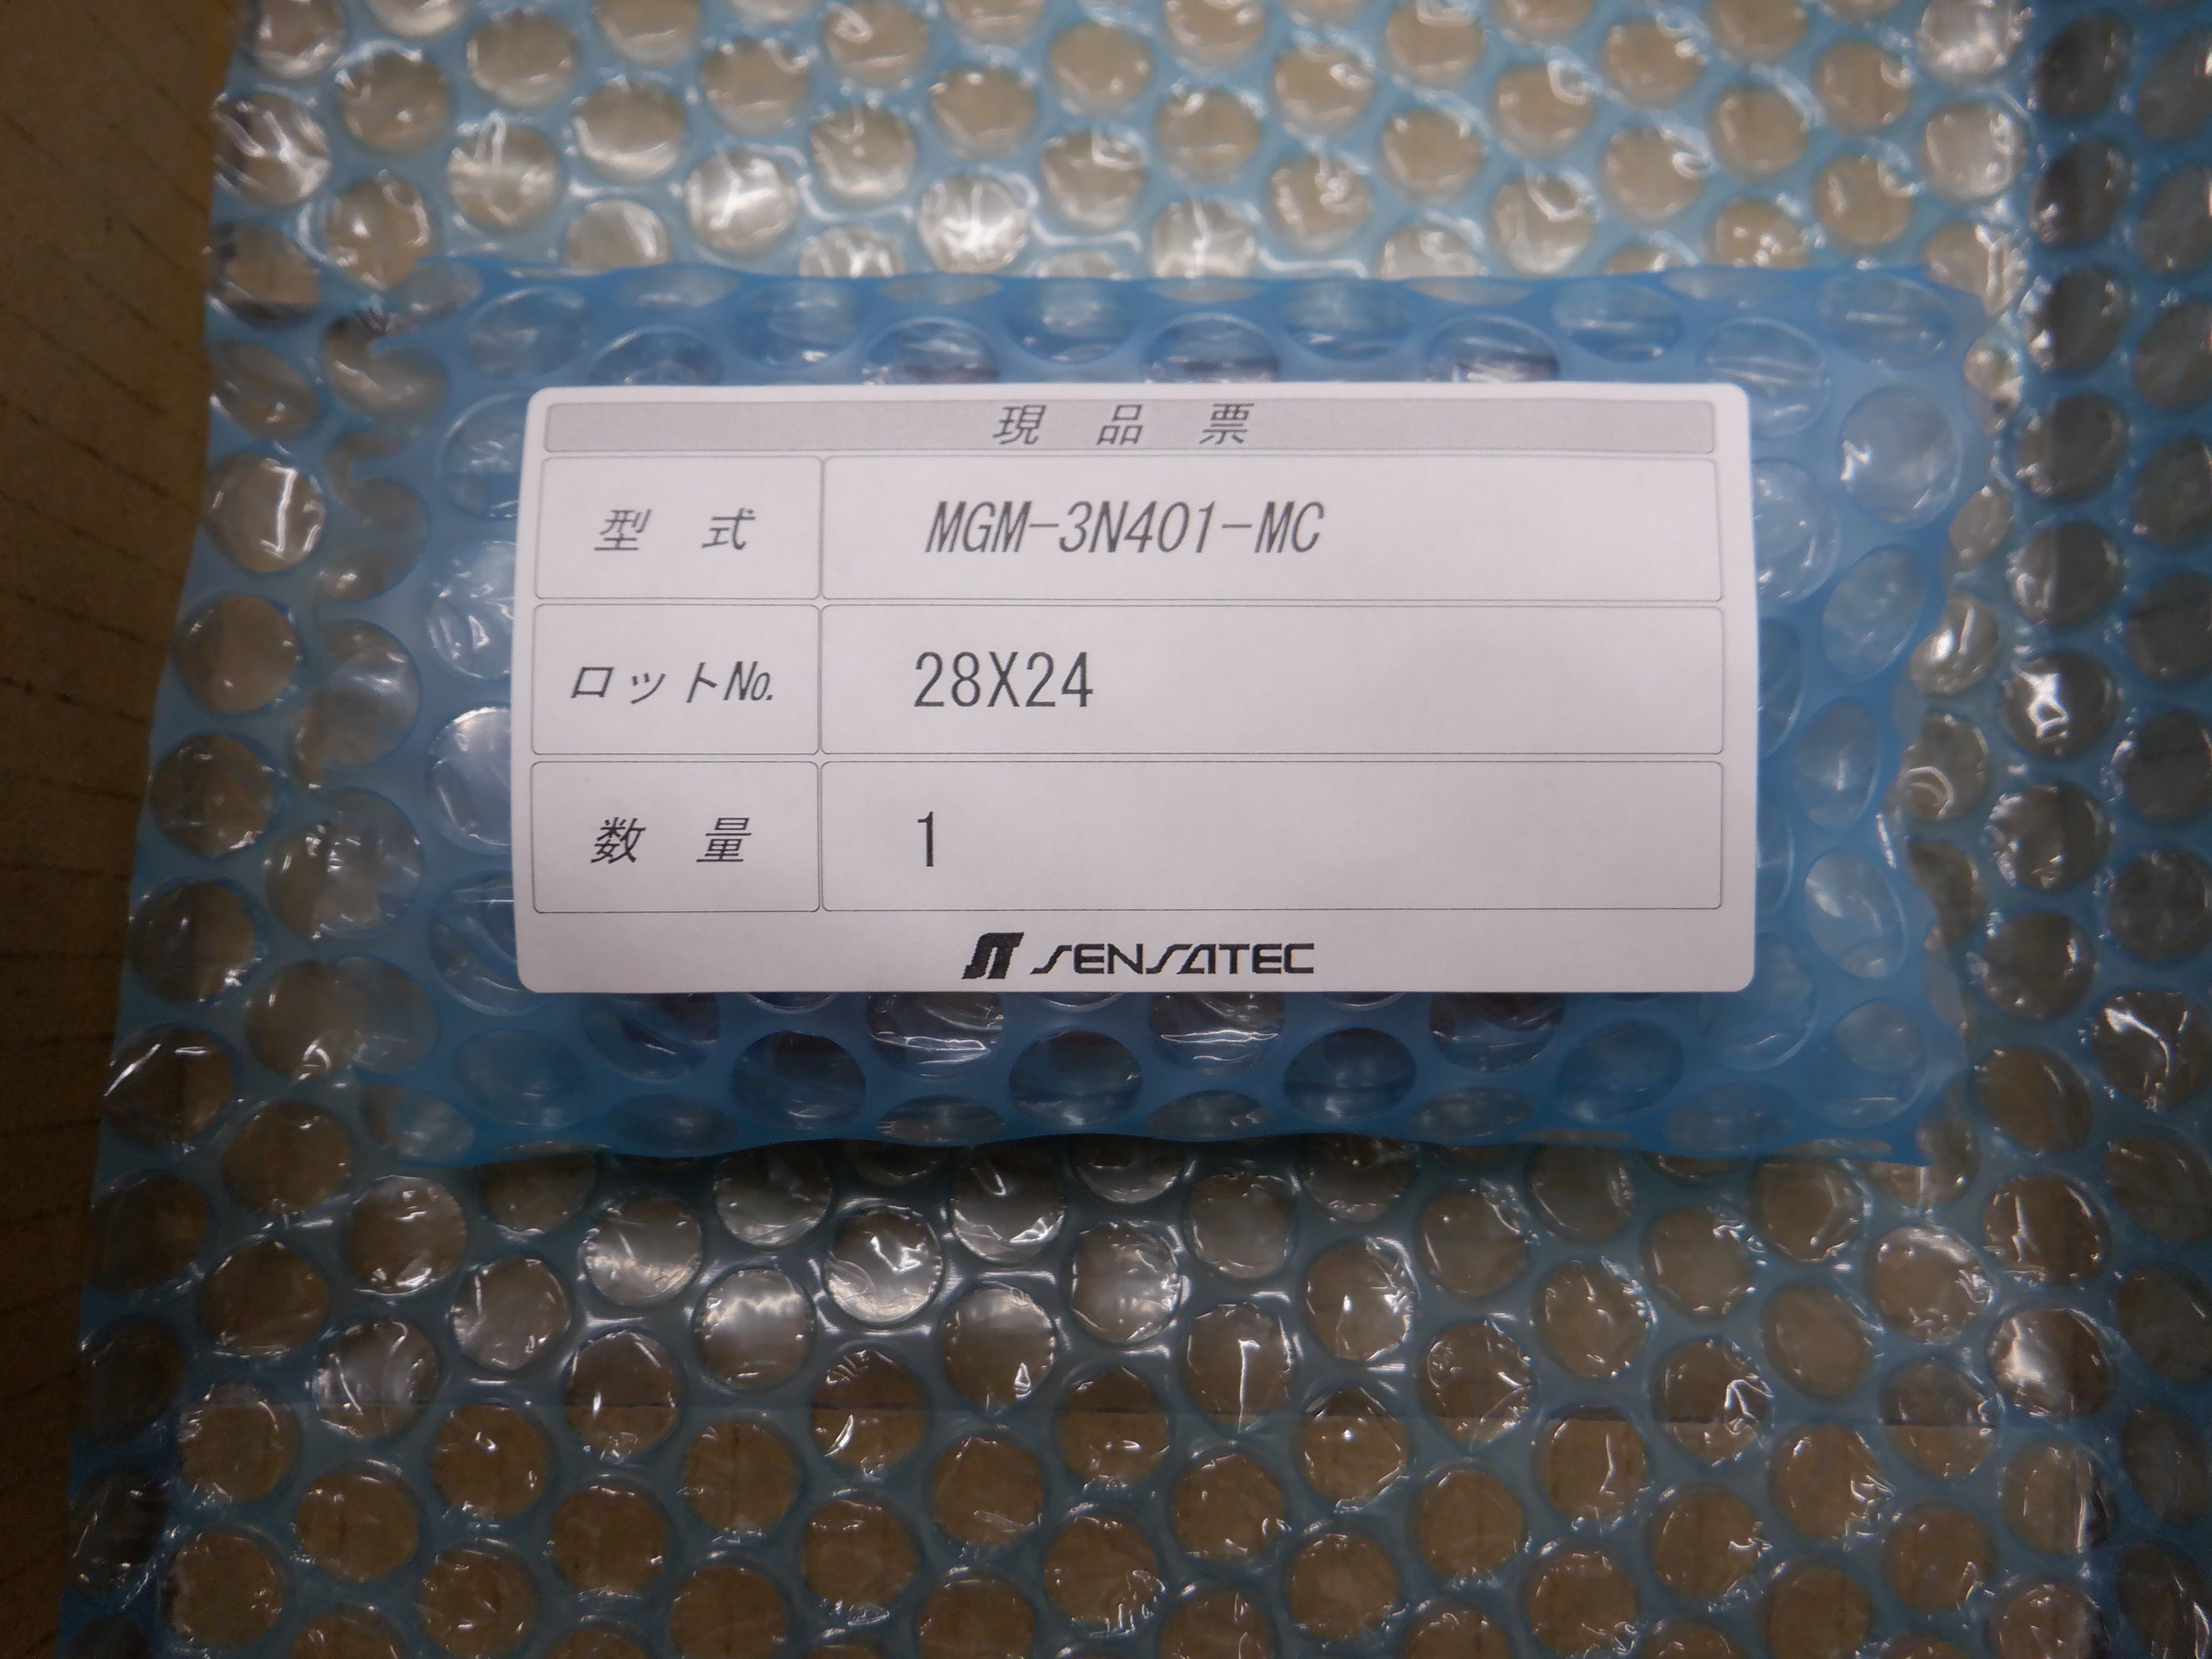 現 品 票
型 式 MGM-3N401-MC
ロットNo. 28X24
数 量 1
SENSATEC